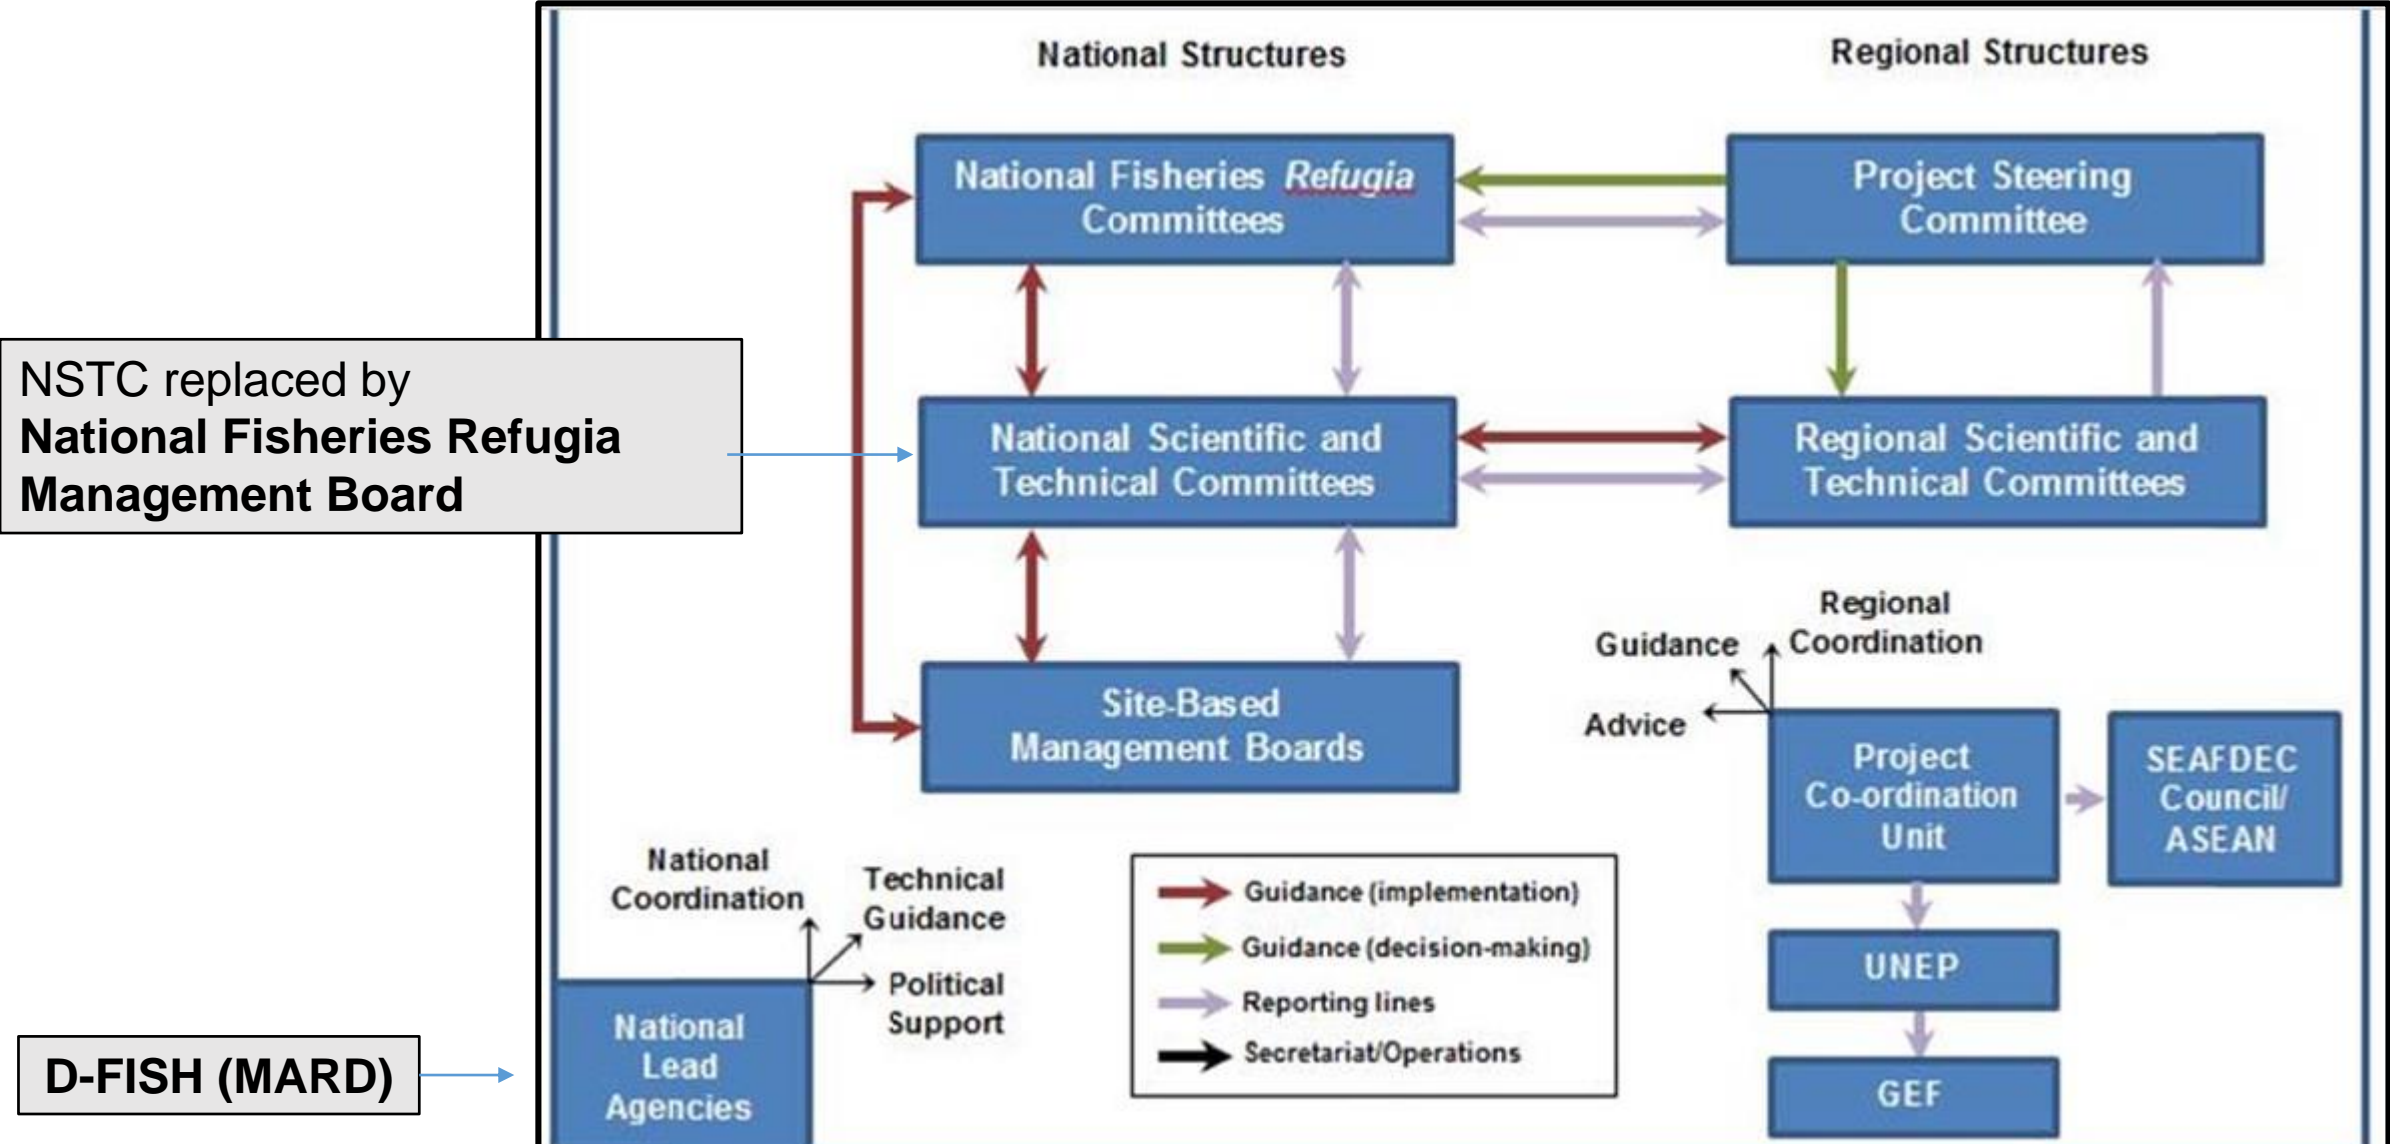 National Structures
Regional Structures
National Fisheries Refugia
Committees
Project Steering
Committee
NSTC replaced by
National Fisheries Refugia
Management Board
National Scientific and
Technical Committees
Regional Scientific and
Technical Committees
Site-Based
Management Boards
Regional
Coordination
Guidance
Advice
Project
Co-ordination
Unit
SEAFDEC
Council/
ASEAN
UNEP
GEF
National
Coordination
Technical
Guidance
Political
Support
National
Lead
Agencies
D-FISH (MARD)
Guidance (implementation)
Guidance (decision-making)
Reporting lines
Secretariat/Operations